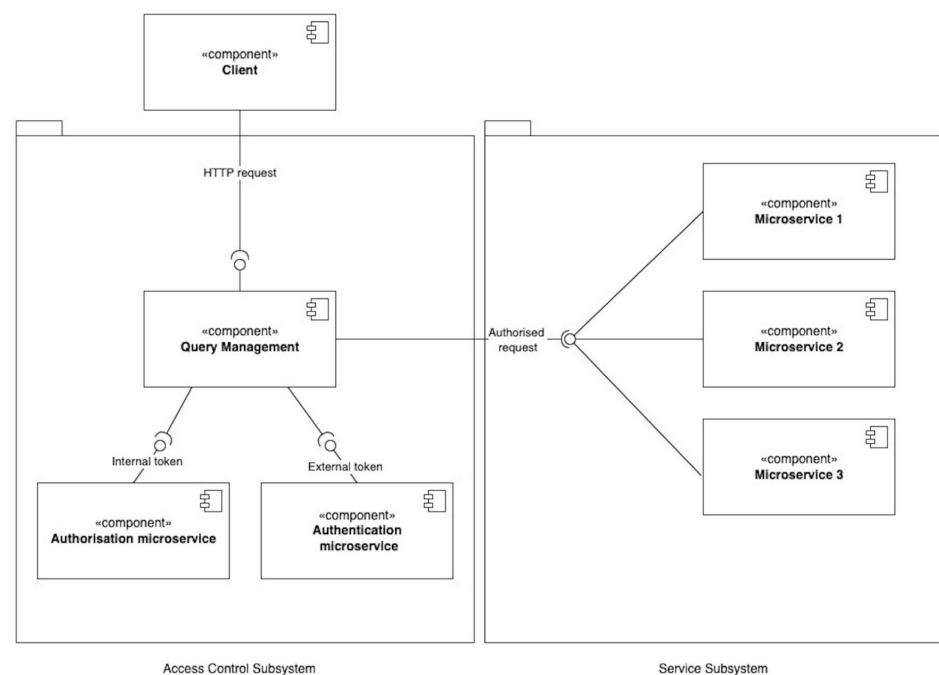 «component»
Client
HTTP request
«component»
Query Management
Internal token
External token
«component»
Authorisation microservice
«component»
Authentication
microservice
Access Control Subsystem
Authorised
request
«component»
Microservice 1
«component»
Microservice 2
«component»
Microservice 3
Service Subsystem